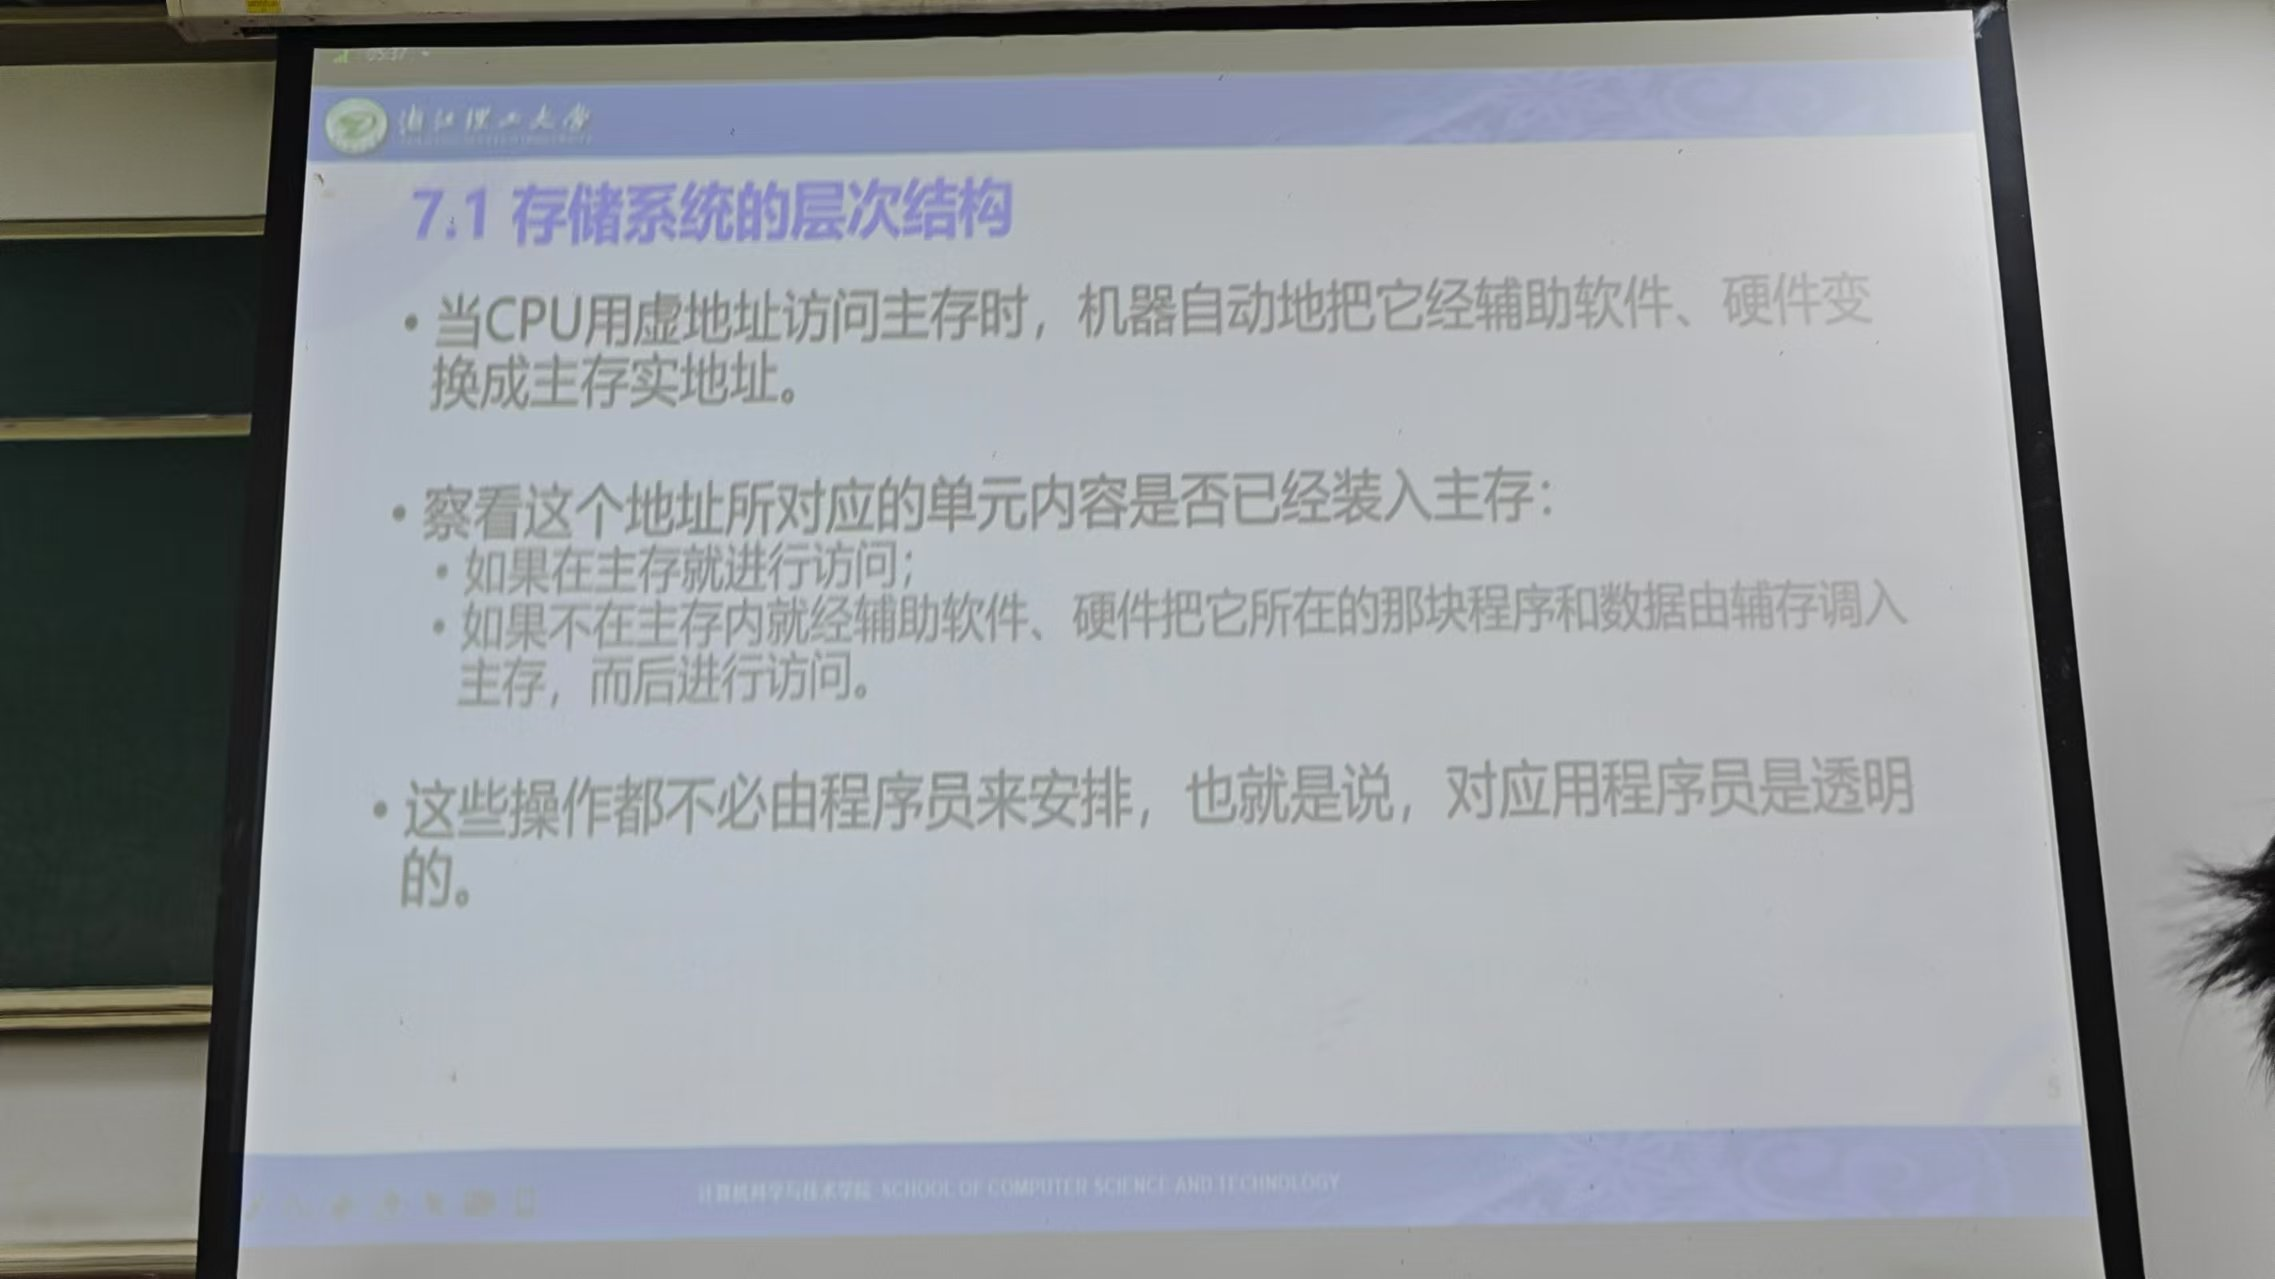 浙江理工大学
7.1 存储系统的层次结构
• 当CPU用虚地址访问主存时，机器自动地把它经辅助软件、硬件变
换成主存实地址。
• 察看这个地址所对应的单元内容是否已经装入主存：
• 如果在主存就进行访问；
• 如果不在主存内就经辅助软件、硬件把它所在的那块程序和数据由辅存调入
主存，而后进行访问。
• 这些操作都不必由程序员来安排，也就是说，对应用程序员是透明
的。
5
计算机科学与技术学院 SCHOOL OF COMPUTER SCIENCE AND TECHNOLOGY